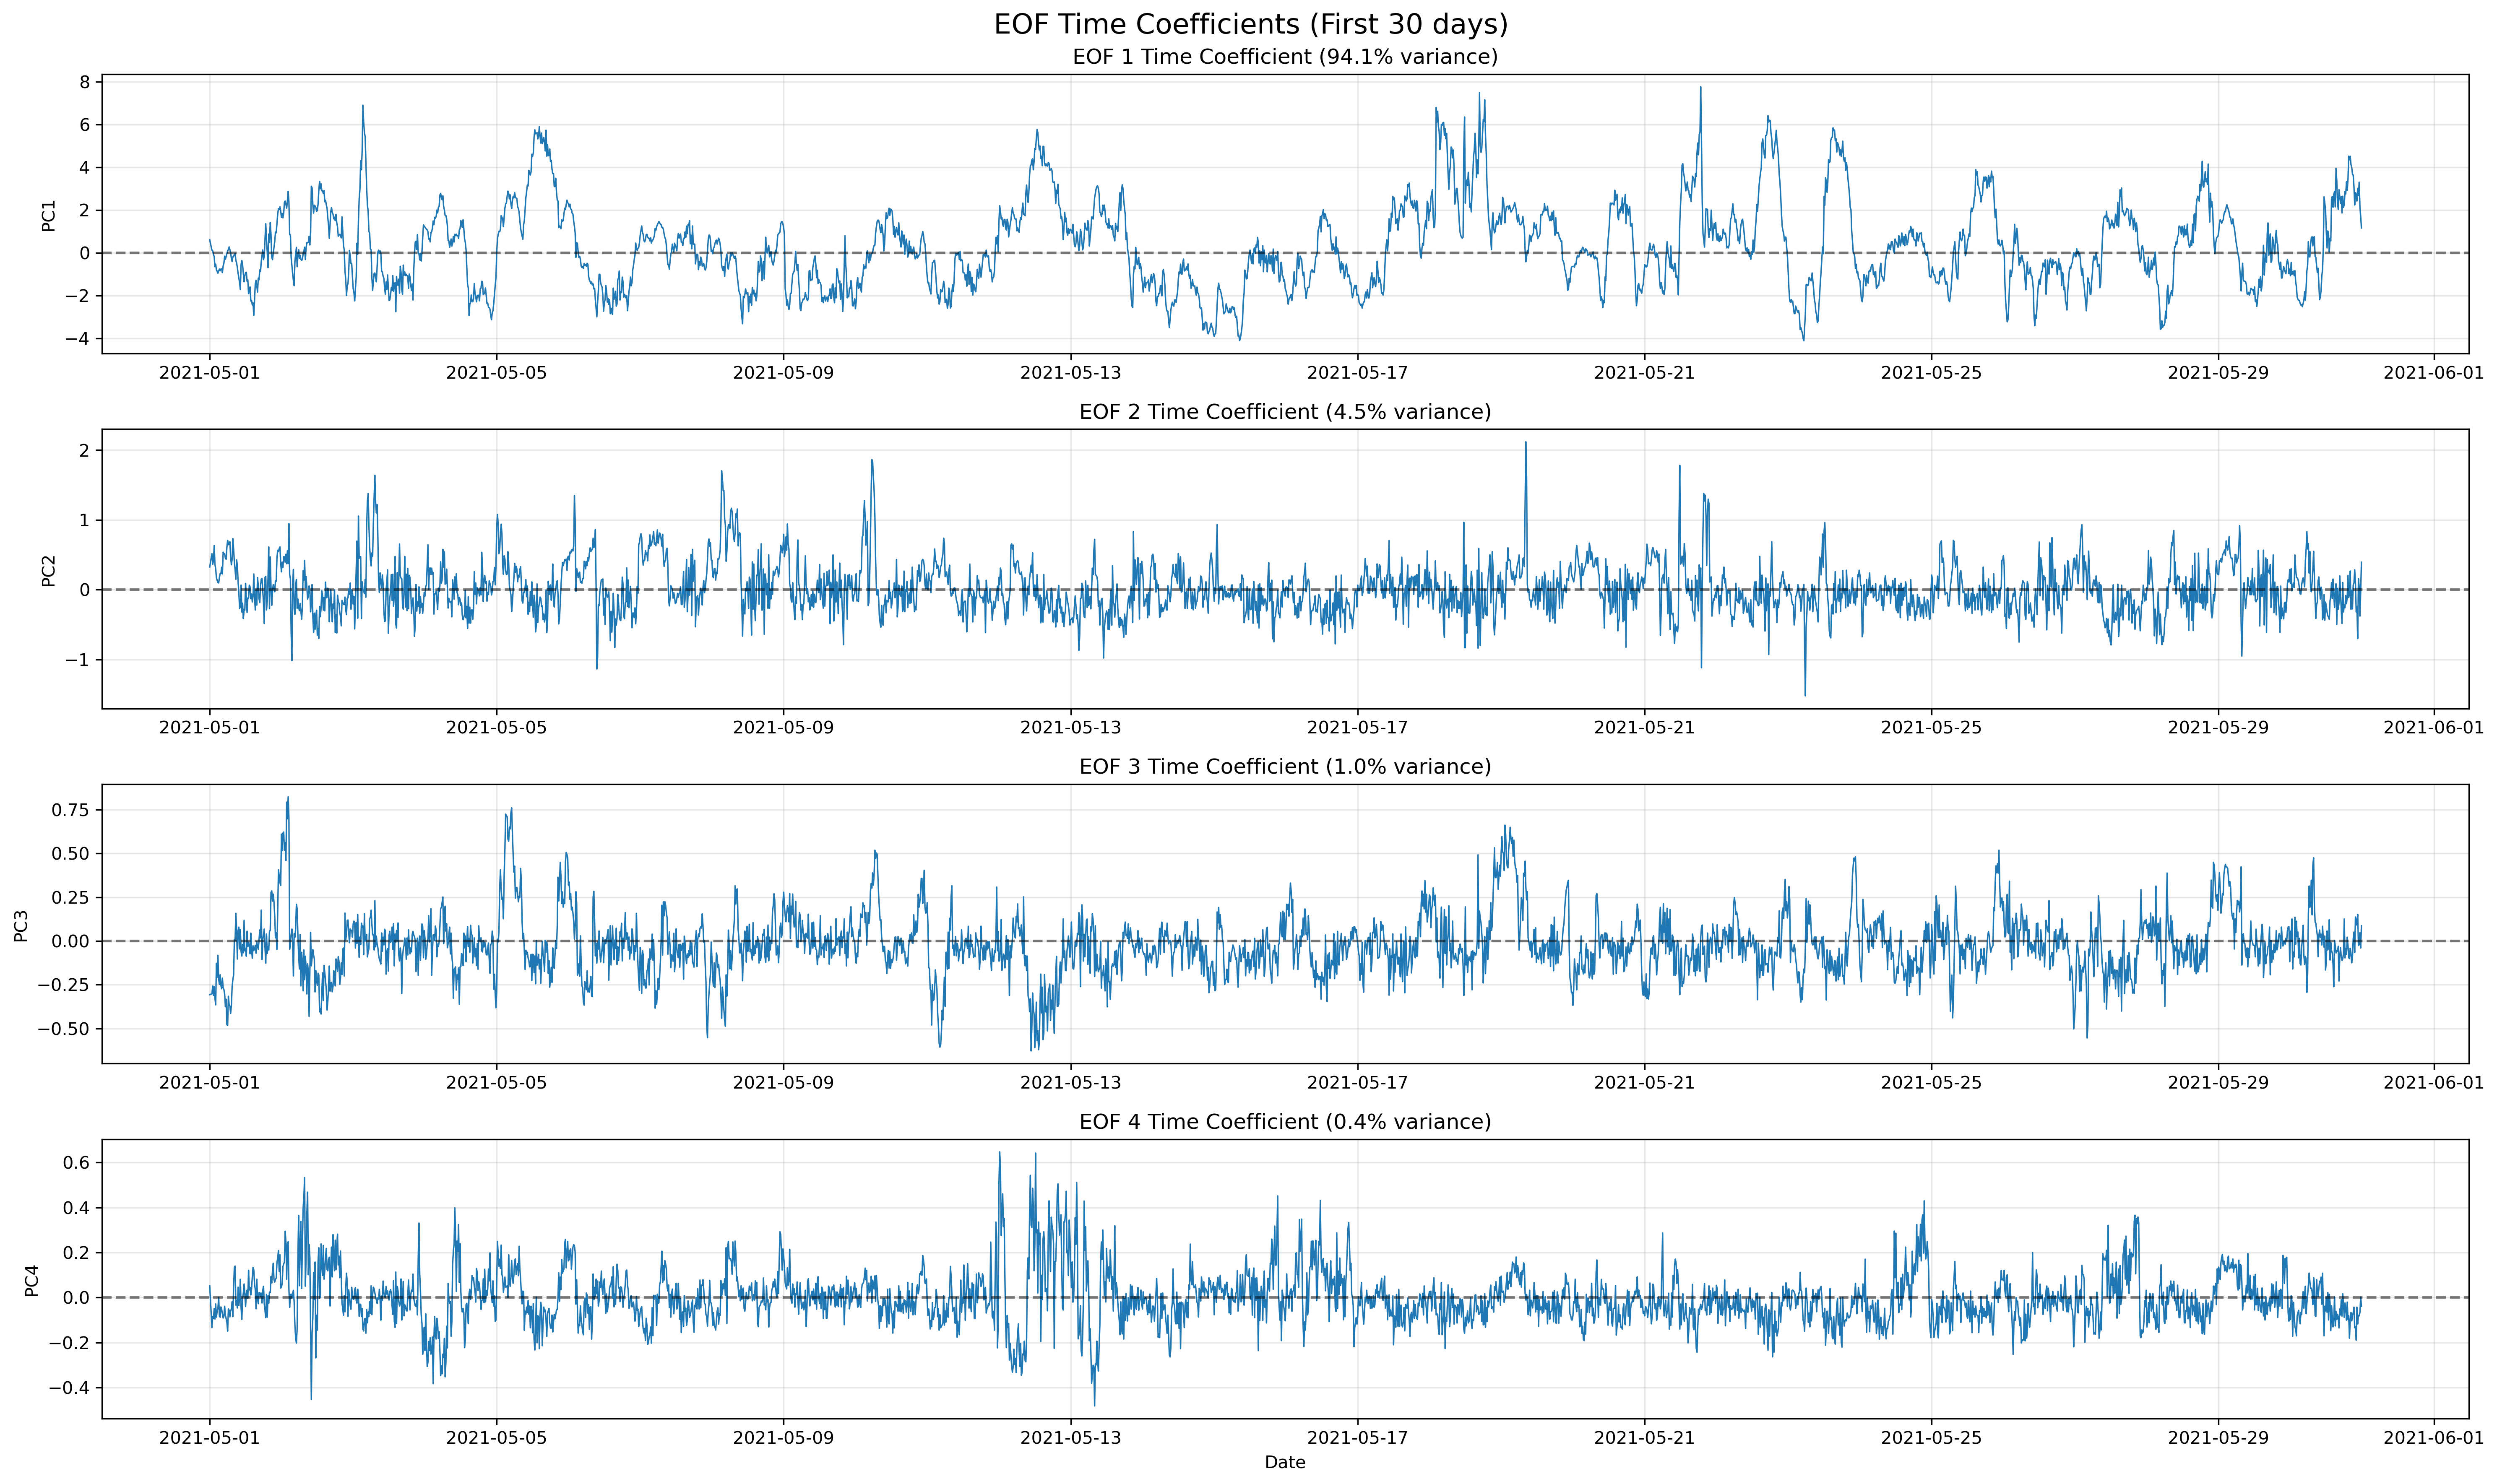 EOF Time Coefficients (First 30 days)
EOF 1 Time Coefficient (94.1% variance)
8
6
4
2
0
−2
−4
PC1
2021-05-01 2021-05-05 2021-05-09 2021-05-13 2021-05-17 2021-05-21 2021-05-25 2021-05-29 2021-06-01
EOF 2 Time Coefficient (4.5% variance)
2
1
0
−1
PC2
2021-05-01 2021-05-05 2021-05-09 2021-05-13 2021-05-17 2021-05-21 2021-05-25 2021-05-29 2021-06-01
EOF 3 Time Coefficient (1.0% variance)
0.75
0.50
0.25
0.00
−0.25
−0.50
PC3
2021-05-01 2021-05-05 2021-05-09 2021-05-13 2021-05-17 2021-05-21 2021-05-25 2021-05-29 2021-06-01
EOF 4 Time Coefficient (0.4% variance)
0.6
0.4
0.2
0.0
−0.2
−0.4
PC4
2021-05-01 2021-05-05 2021-05-09 2021-05-13 2021-05-17 2021-05-21 2021-05-25 2021-05-29 2021-06-01
Date